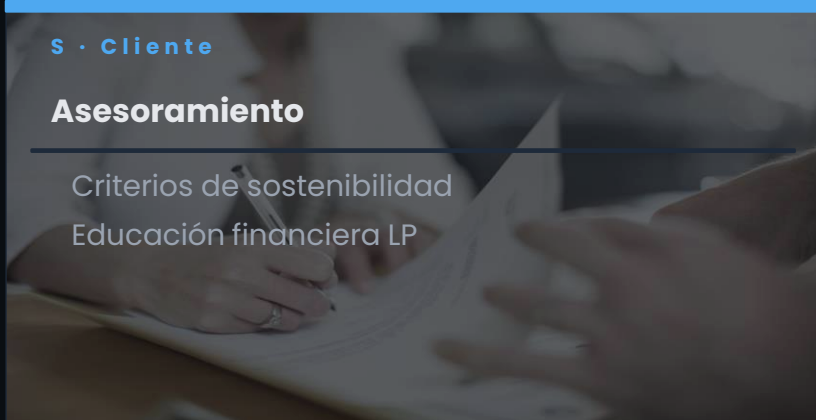 S · Cliente
Asesoramiento
Criterios de sostenibilidad
Educación financiera LP